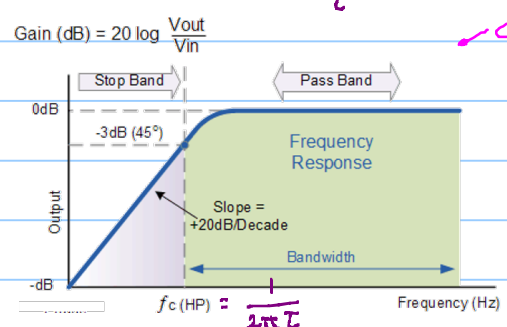 τ
Gain (dB) = 20 log Vout
Vin
Stop Band
Pass Band
0dB
-3dB (45°)
Frequency
Response
Slope =
+20dB/Decade
Output
Bandwidth
-dB
fc (HP) = 1
2πτ
Frequency (Hz)